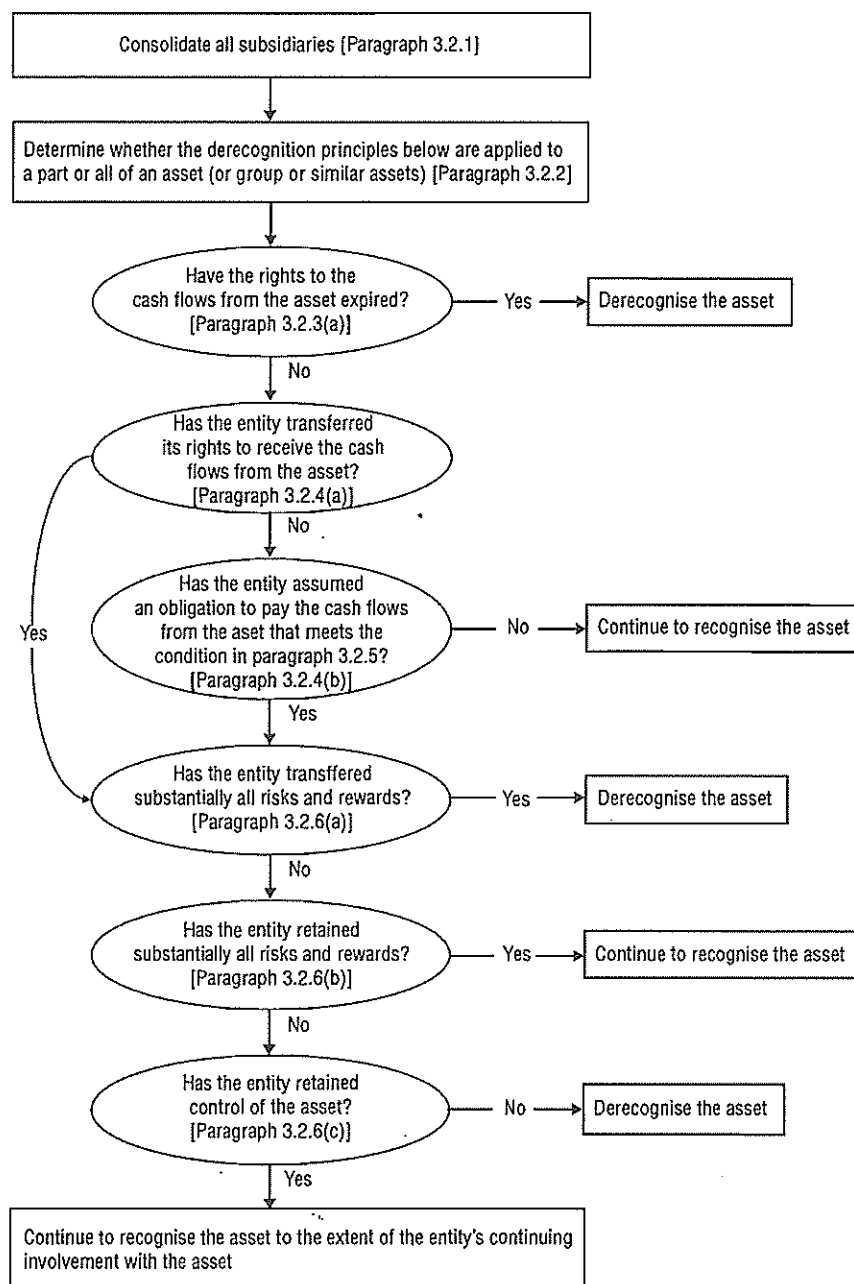 Consolidate all subsidiaries [Paragraph 3.2.1]
Determine whether the derecognition principles below are applied to
a part or all of an asset (or group or similar assets) [Paragraph 3.2.2]
Have the rights to the
cash flows from the asset expired?
[Paragraph 3.2.3(a)]
Yes
Derecognise the asset
No
Has the entity transferred
its rights to receive the cash
flows from the asset?
[Paragraph 3.2.4(a)]
No
Yes
Has the entity assumed
an obligation to pay the cash flows
from the aset that meets the
condition in paragraph 3.2.5?
[Paragraph 3.2.4(b)]
No
Continue to recognise the asset
Yes
Has the entity transffered
substantially all risks and rewards?
[Paragraph 3.2.6(a)]
Yes
Derecognise the asset
No
Has the entity retained
substantially all risks and rewards?
[Paragraph 3.2.6(b)]
Yes
Continue to recognise the asset
No
Has the entity retained
control of the asset?
[Paragraph 3.2.6(c)]
No
Derecognise the asset
Yes
Continue to recognise the asset to the extent of the entity's continuing
involvement with the asset